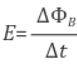 E = ΔΦ_B / Δt